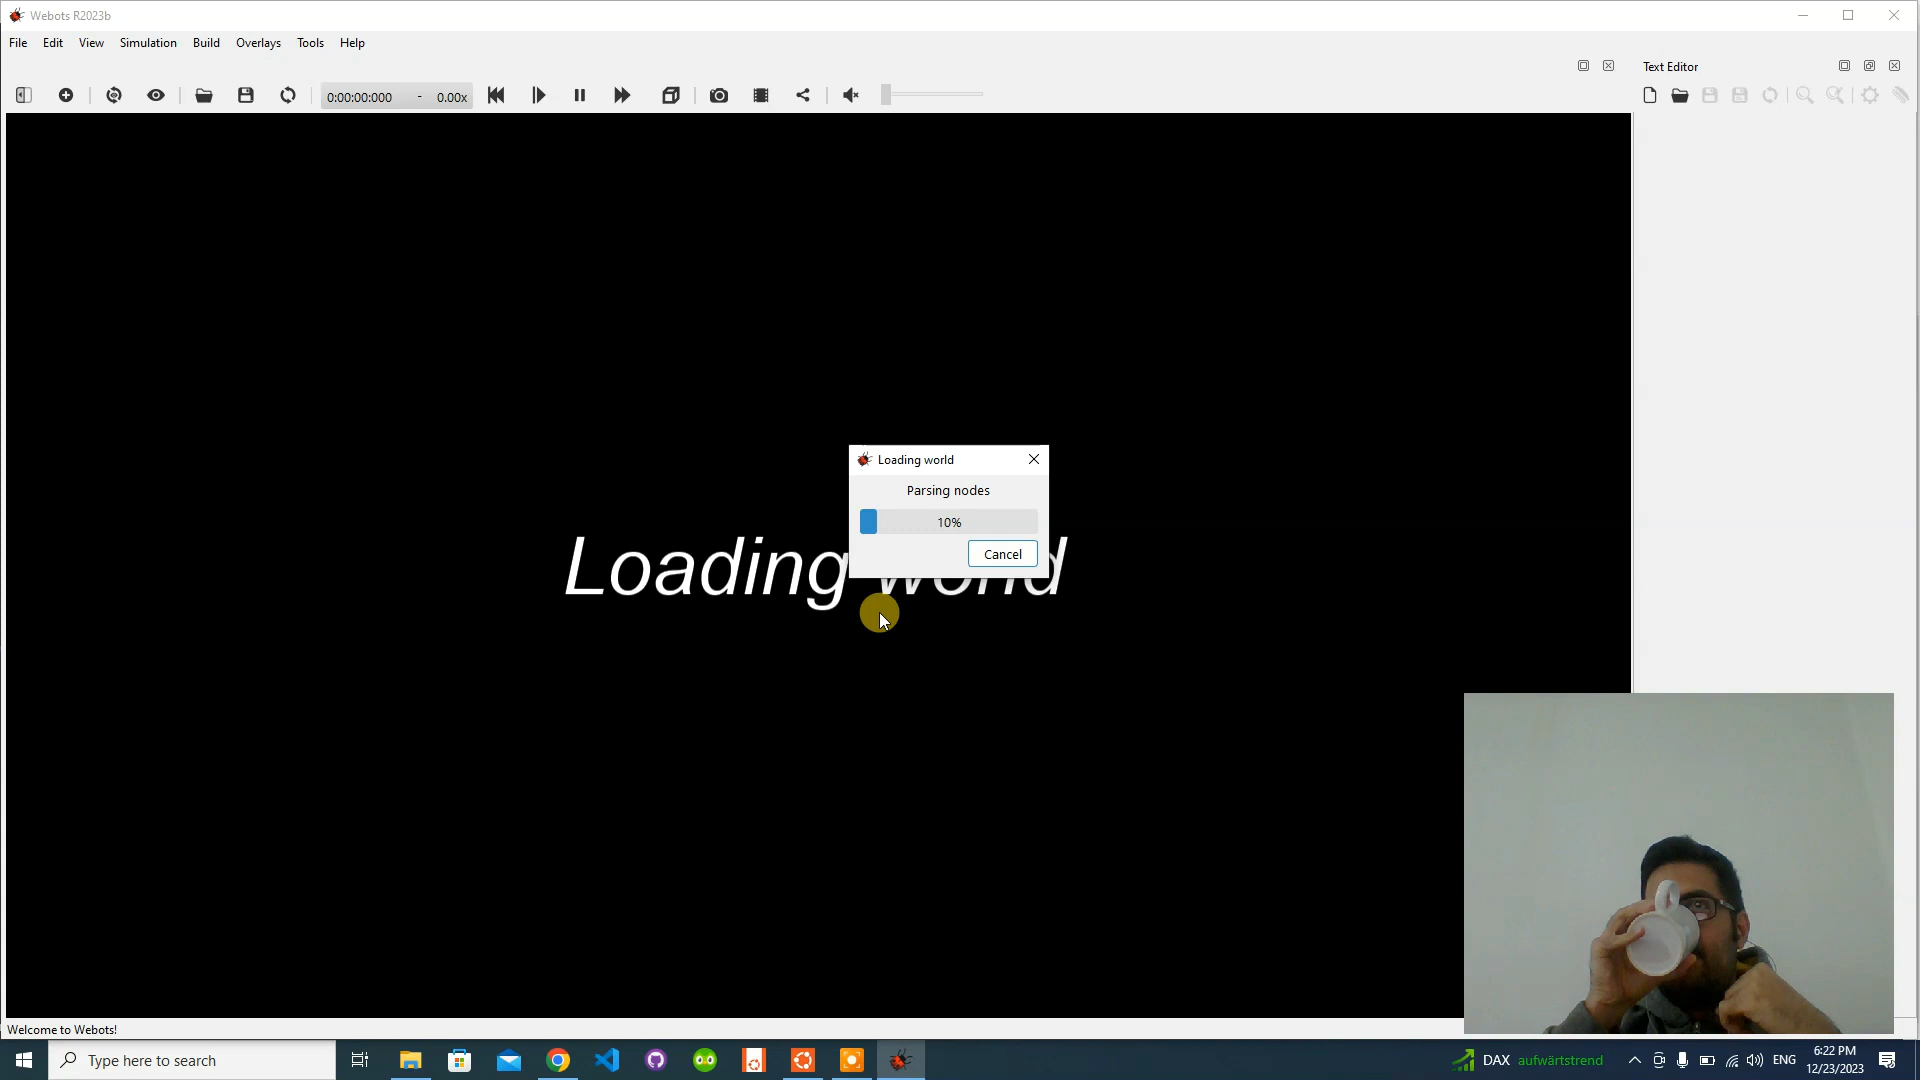 Webots R2023b
File Edit View Simulation Build Overlays Tools Help
Text Editor
0:00:00:000 - 0.00x
Loading world
Parsing nodes
10%
Cancel
Loading world
Welcome to Webots!
Type here to search
DAX aufwärtstrend
ENG
6:22 PM
12/23/2023